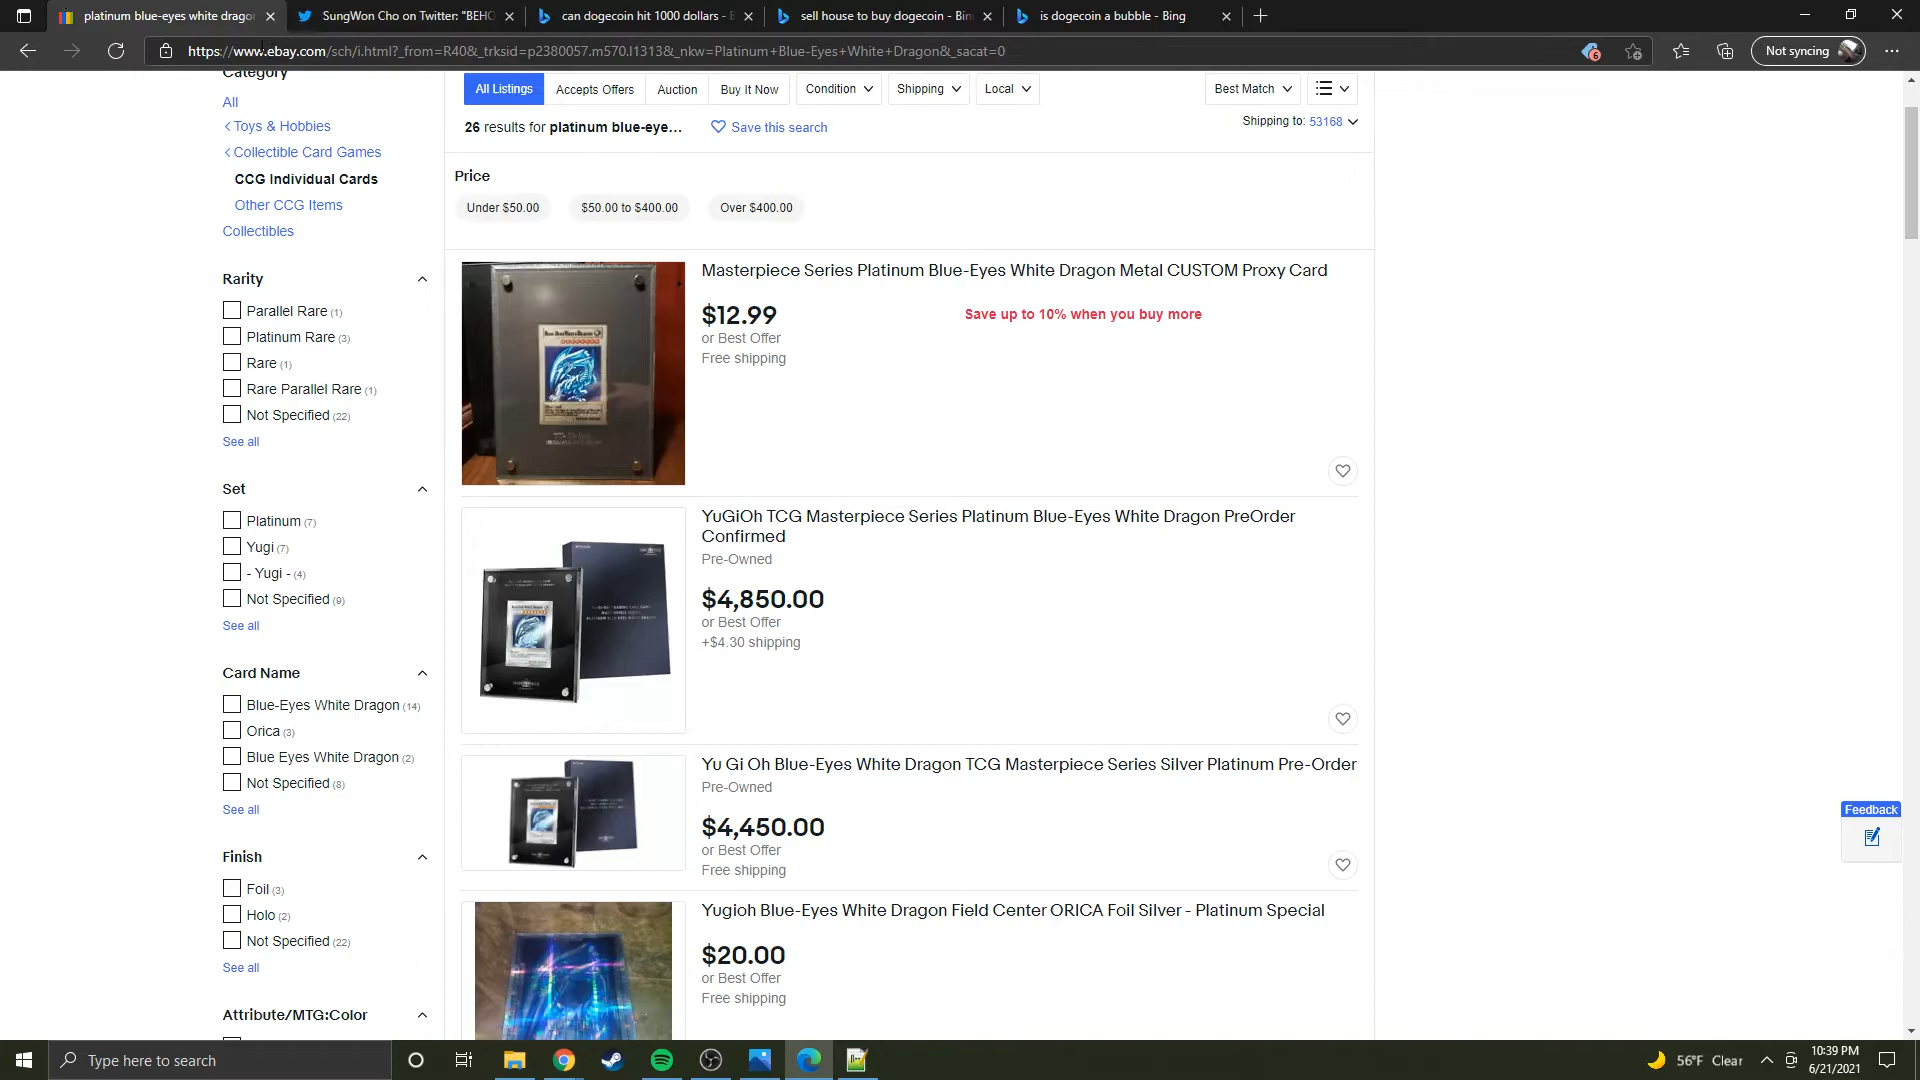 platinum blue-eyes white dragon
SungWon Cho on Twitter: "BEHO
can dogecoin hit 1000 dollars - B
sell house to buy dogecoin - Bin
is dogecoin a bubble - Bing
https://www.ebay.com/sch/i.html?_from=R40&_trksid=p2380057.m570.l1313&_nkw=Platinum+Blue-Eyes+White+Dragon&_sacat=0
6
Not syncing
Category
All
Toys & Hobbies
Collectible Card Games
CCG Individual Cards
Other CCG Items
Collectibles
Rarity
Parallel Rare (1)
Platinum Rare (3)
Rare (1)
Rare Parallel Rare (1)
Not Specified (22)
See all
Set
Platinum (7)
Yugi (7)
- Yugi - (4)
Not Specified (9)
See all
Card Name
Blue-Eyes White Dragon (14)
Orica (3)
Blue Eyes White Dragon (2)
Not Specified (8)
See all
Finish
Foil (3)
Holo (2)
Not Specified (22)
See all
Attribute/MTG:Color
All Listings Accepts Offers Auction Buy It Now Condition Shipping Local Best Match
26 results for platinum blue-eye... Save this search Shipping to: 53168
Price
Under $50.00 $50.00 to $400.00 Over $400.00
Masterpiece Series Platinum Blue-Eyes White Dragon Metal CUSTOM Proxy Card
$12.99 Save up to 10% when you buy more
or Best Offer
Free shipping
YuGiOh TCG Masterpiece Series Platinum Blue-Eyes White Dragon PreOrder
Confirmed
Pre-Owned
$4,850.00
or Best Offer
+$4.30 shipping
Yu Gi Oh Blue-Eyes White Dragon TCG Masterpiece Series Silver Platinum Pre-Order
Pre-Owned
$4,450.00
or Best Offer
Free shipping
Yugioh Blue-Eyes White Dragon Field Center ORICA Foil Silver - Platinum Special
$20.00
or Best Offer
Free shipping
Feedback
Type here to search
56°F Clear
10:39 PM
6/21/2021